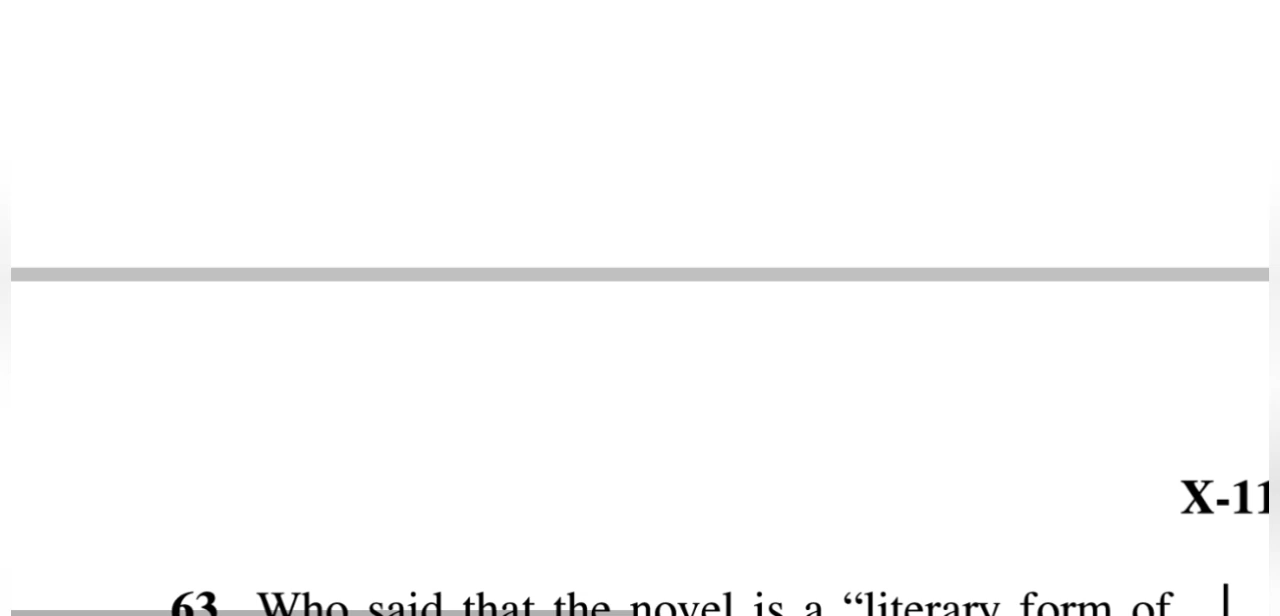 X-11
63 Who said that the novel is a “literary form of